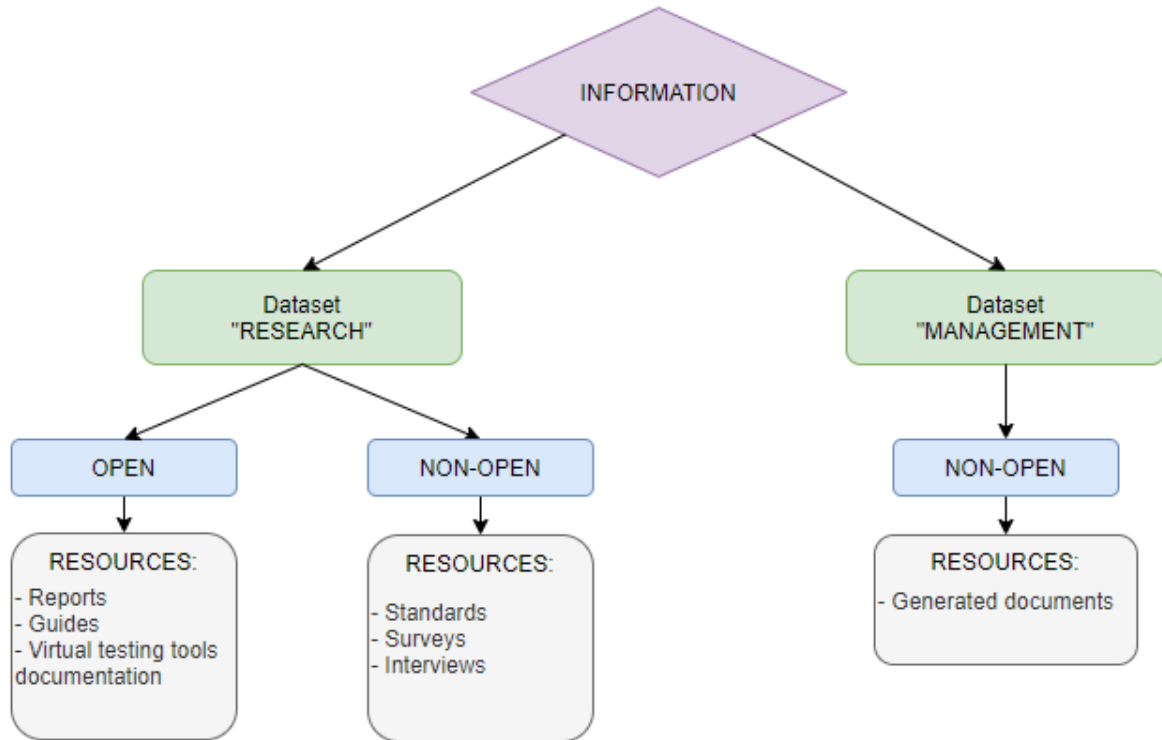 INFORMATION
Dataset
"RESEARCH"
Dataset
"MANAGEMENT"
OPEN
NON-OPEN
NON-OPEN
RESOURCES:
- Reports
- Guides
- Virtual testing tools
documentation
RESOURCES:
- Standards
- Surveys
- Interviews
RESOURCES:
- Generated documents